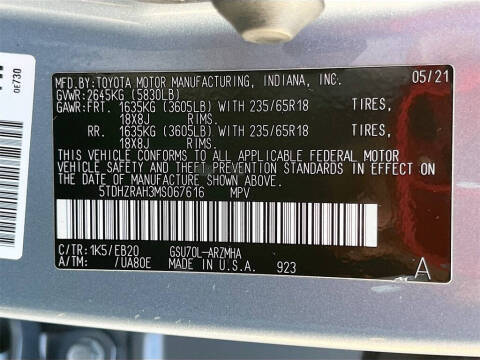 MFD.BY:TOYOTA MOTOR MANUFACTURING, INDIANA, INC. 05/21
GVWR:2645KG (5830LB)
GAWR:FRT. 1635KG (3605LB) WITH 235/65R18 TIRES,
18X8J RIMS.
RR. 1635KG (3605LB) WITH 235/65R18 TIRES,
18X8J RIMS.
THIS VEHICLE CONFORMS TO ALL APPLICABLE FEDERAL MOTOR
VEHICLE SAFETY AND THEFT PREVENTION STANDARDS IN EFFECT ON
THE DATE OF MANUFACTURE SHOWN ABOVE.
5TDHZRAH3MS067616 MPV
C/TR:1K5/EB20 GSU70L-ARZMHA
A/TM: /UA80E MADE IN U.S.A. 923 A
0E730